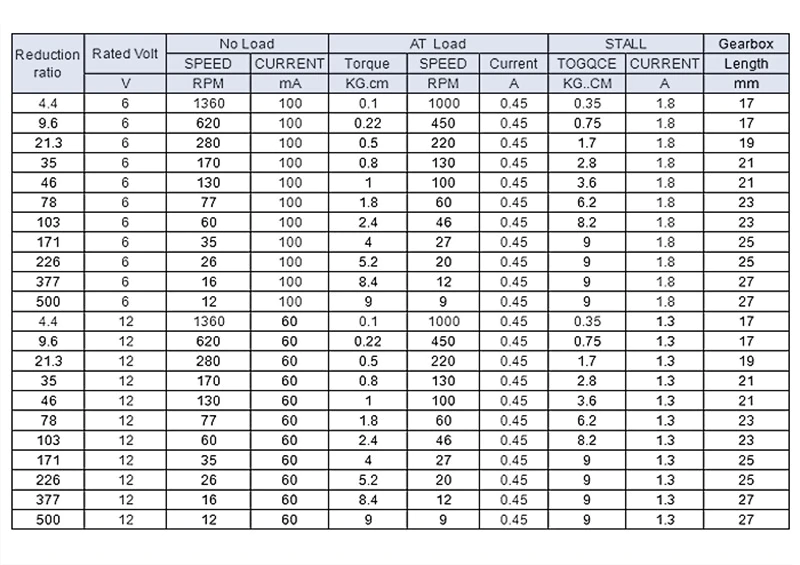 Reduction ratio Rated Volt No Load AT Load STALL Gearbox
SPEED CURRENT Torque SPEED Current TOGQCE CURRENT Length
V RPM mA KG.cm RPM A KG..CM A mm
4.4 6 1360 100 0.1 1000 0.45 0.35 1.8 17
9.6 6 620 100 0.22 450 0.45 0.75 1.8 17
21.3 6 280 100 0.5 220 0.45 1.7 1.8 19
35 6 170 100 0.8 130 0.45 2.8 1.8 21
46 6 130 100 1 100 0.45 3.6 1.8 21
78 6 77 100 1.8 60 0.45 6.2 1.8 23
103 6 60 100 2.4 46 0.45 8.2 1.8 23
171 6 35 100 4 27 0.45 9 1.8 25
226 6 26 100 5.2 20 0.45 9 1.8 25
377 6 16 100 8.4 12 0.45 9 1.8 27
500 6 12 100 9 9 0.45 9 1.8 27
4.4 12 1360 60 0.1 1000 0.45 0.35 1.3 17
9.6 12 620 60 0.22 450 0.45 0.75 1.3 17
21.3 12 280 60 0.5 220 0.45 1.7 1.3 19
35 12 170 60 0.8 130 0.45 2.8 1.3 21
46 12 130 60 1 100 0.45 3.6 1.3 21
78 12 77 60 1.8 60 0.45 6.2 1.3 23
103 12 60 60 2.4 46 0.45 8.2 1.3 23
171 12 35 60 4 27 0.45 9 1.3 25
226 12 26 60 5.2 20 0.45 9 1.3 25
377 12 16 60 8.4 12 0.45 9 1.3 27
500 12 12 60 9 9 0.45 9 1.3 27